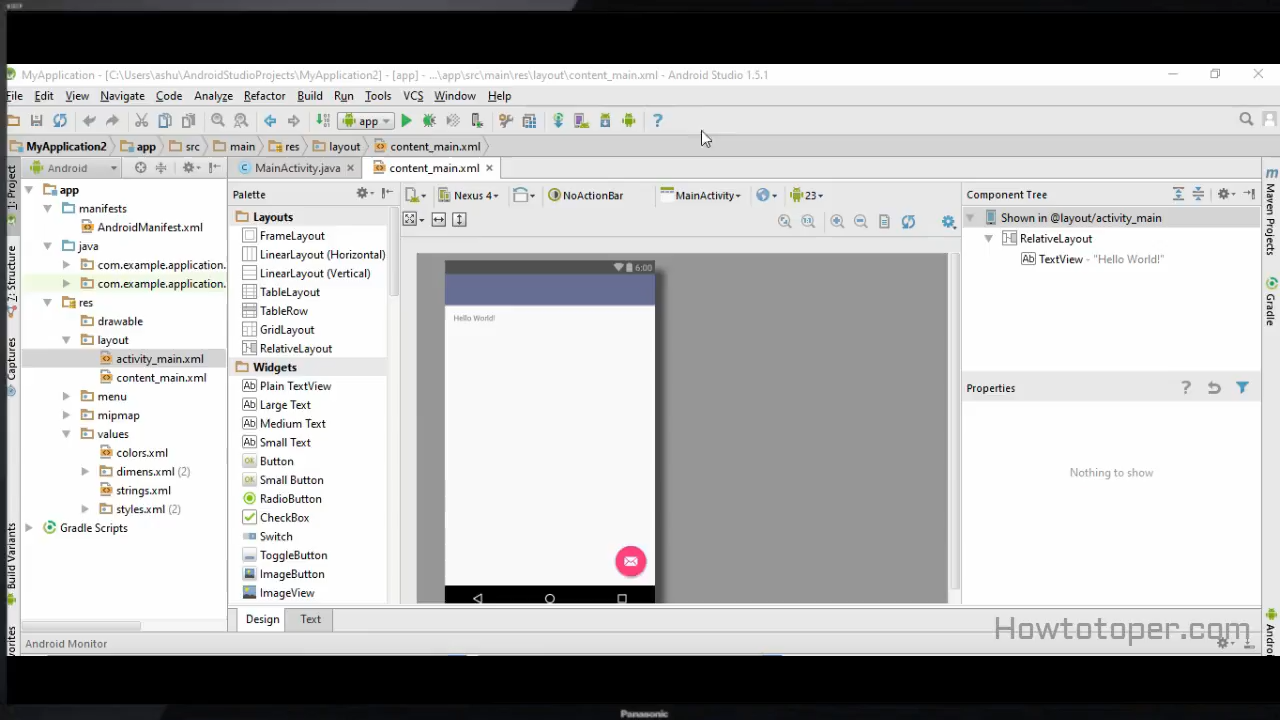 MyApplication - [C:\Users\ashu\AndroidStudioProjects\MyApplication2] - [app] - ...\app\src\main\res\layout\content_main.xml - Android Studio 1.5.1
File Edit View Navigate Code Analyze Refactor Build Run Tools VCS Window Help
app
MyApplication2 app src main res layout content_main.xml
Android
MainActivity.java content_main.xml
1: Project
Z: Structure
Captures
Build Variants
app
manifests
AndroidManifest.xml
java
com.example.application.
com.example.application.
res
drawable
layout
activity_main.xml
content_main.xml
menu
mipmap
values
colors.xml
dimens.xml (2)
strings.xml
styles.xml (2)
Gradle Scripts
Palette
Layouts
FrameLayout
LinearLayout (Horizontal)
LinearLayout (Vertical)
TableLayout
TableRow
GridLayout
RelativeLayout
Widgets
Plain TextView
Large Text
Medium Text
Small Text
Button
Small Button
RadioButton
CheckBox
Switch
ToggleButton
ImageButton
ImageView
Design Text
Nexus 4 NoActionBar MainActivity 23
6:00
Hello World!
Component Tree
Shown in @layout/activity_main
RelativeLayout
TextView - "Hello World!"
Properties
Nothing to show
Maven Projects
Gradle
Android Monitor
Howtotoper.com
Panasonic